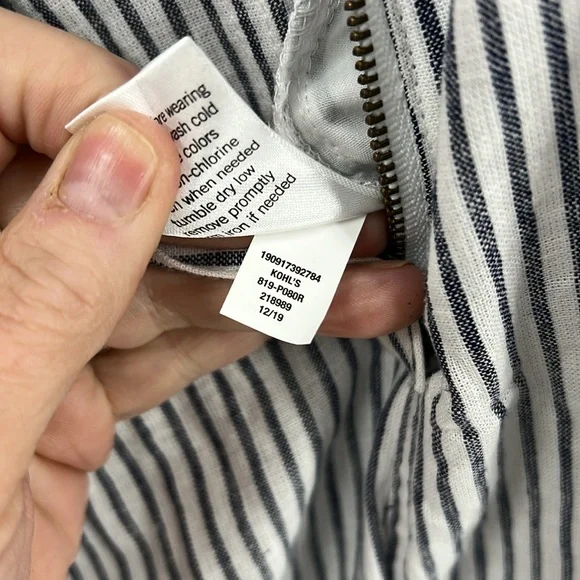 wearing
cold
colors
-chlorine
when needed
tumble dry low
remove promptly
iron if needed
190917392784
KOHL'S
819-P080R
218989
12/19